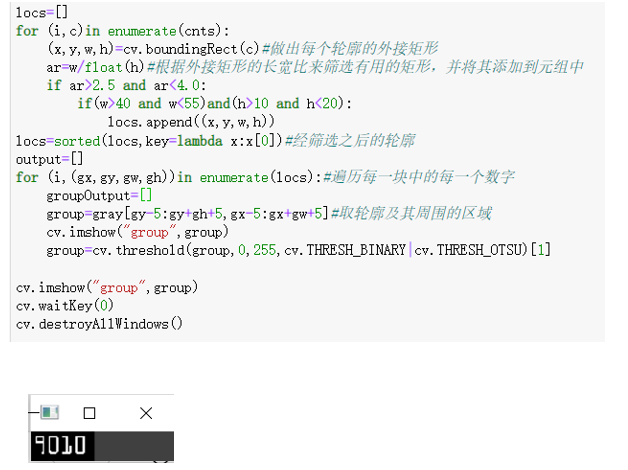 locs=[]
for (i,c)in enumerate(cnts):
    (x,y,w,h)=cv.boundingRect(c)#做出每个轮廓的外接矩形
    ar=w/float(h)#根据外接矩形的长宽比来筛选有用的矩形，并将其添加到元组中
    if ar>2.5 and ar<4.0:
        if(w>40 and w<55)and(h>10 and h<20):
            locs.append((x,y,w,h))
locs=sorted(locs,key=lambda x:x[0])#经筛选之后的轮廓
output=[]
for (i,(gx,gy,gw,gh))in enumerate(locs):#遍历每一块中的每一个数字
    groupOutput=[]
    group=gray[gy-5:gy+gh+5,gx-5:gx+gw+5]#取轮廓及其周围的区域
    cv.imshow("group",group)
    group=cv.threshold(group,0,255,cv.THRESH_BINARY|cv.THRESH_OTSU)[1]
cv.imshow("group",group)
cv.waitKey(0)
cv.destroyAllWindows()
9010